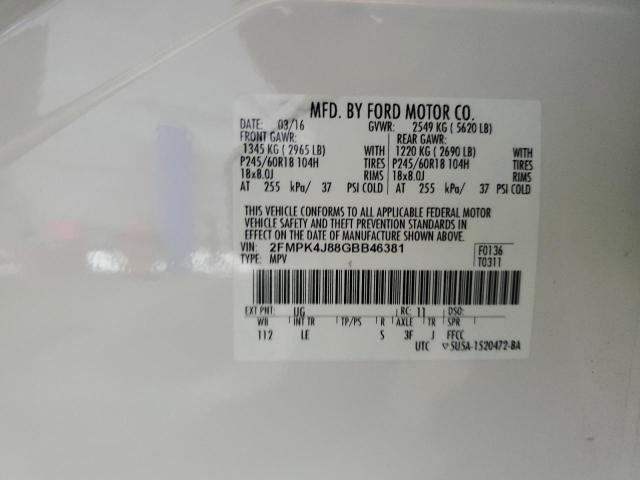 MFD. BY FORD MOTOR CO.
DATE: 03/16 GVWR: 2549 KG ( 5620 LB)
FRONT GAWR: REAR GAWR:
1345 KG ( 2965 LB) WITH 1220 KG ( 2690 LB) WITH
P245/60R18 104H TIRES P245/60R18 104H TIRES
18x8.0J RIMS 18x8.0J RIMS
AT 255 kPa/ 37 PSI COLD AT 255 kPa/ 37 PSI COLD
THIS VEHICLE CONFORMS TO ALL APPLICABLE FEDERAL MOTOR
VEHICLE SAFETY AND THEFT PREVENTION STANDARDS IN
EFFECT ON THE DATE OF MANUFACTURE SHOWN ABOVE.
VIN: 2FMPK4J88GBB46381 F0136
TYPE: MPV T0311
EXT PNT: UG RC: 11 DSO:
WB INT TR TP/PS R AXLE TR SPR
112 LE S 3F J FFCC
UTC ▽SUSA-1520472-BA